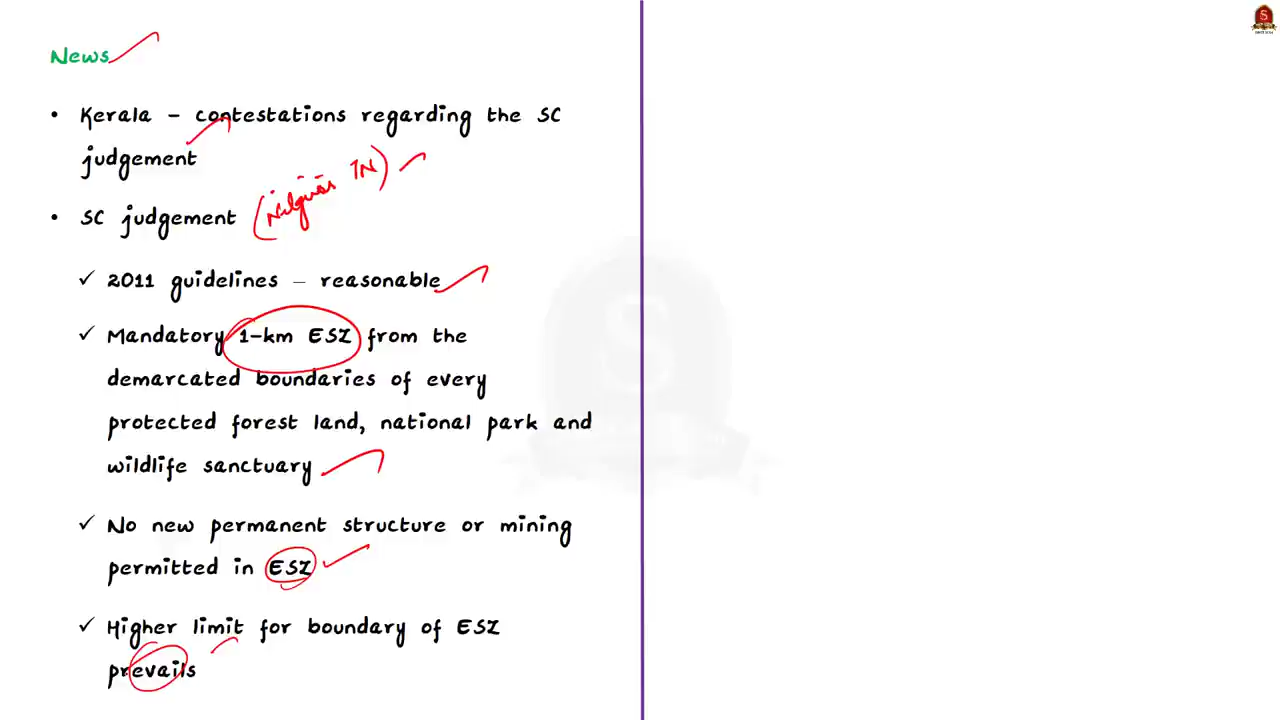 News
• Kerala – contestations regarding the SC
judgement
• SC judgement (Nilgiris TN)
✓ 2011 guidelines – reasonable
✓ Mandatory 1-km ESZ from the
demarcated boundaries of every
protected forest land, national park and
wildlife sanctuary
✓ No new permanent structure or mining
permitted in ESZ
✓ Higher limit for boundary of ESZ
prevails